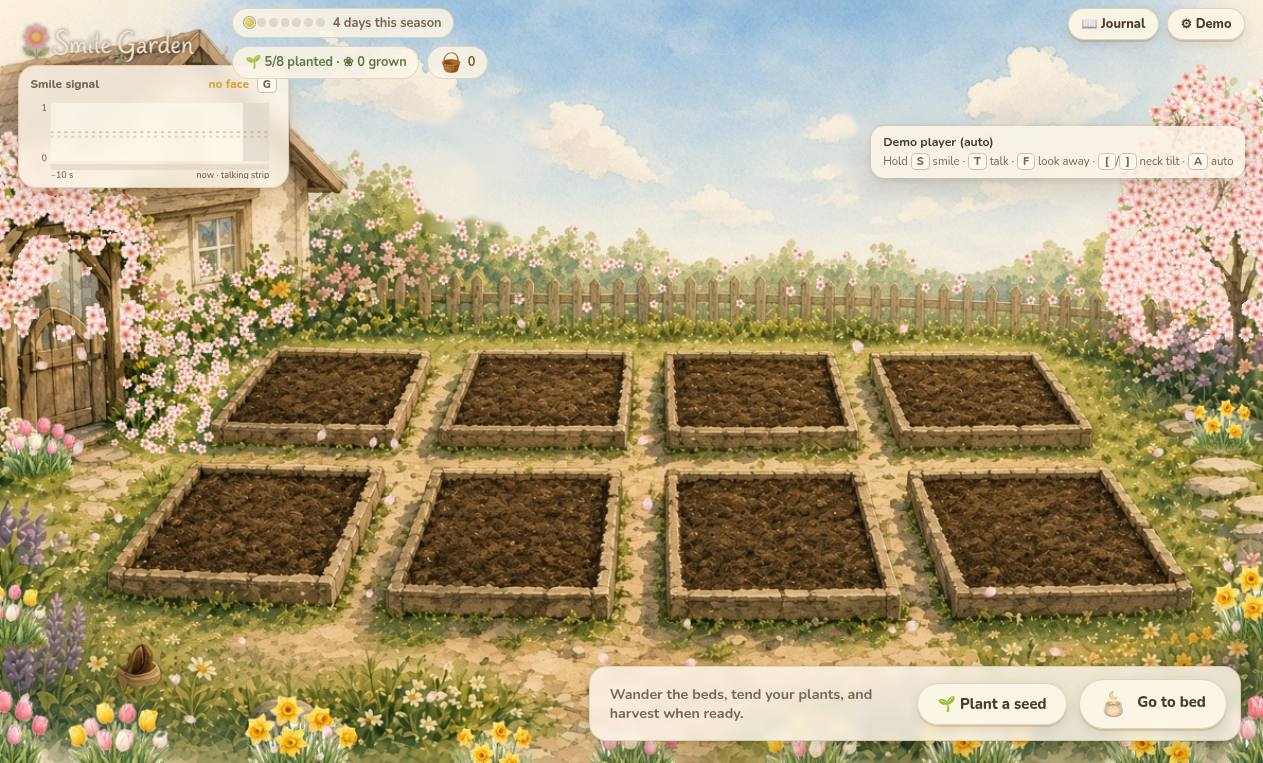 4 days this season
📖 Journal
⚙ Demo
Smile Garden
🌱 5/8 planted · ❀ 0 grown
0
Smile signal
no face
G
1
0
−10 s
now · talking strip
Demo player (auto)
Hold S smile · T talk · F look away · [ / ] neck tilt · A auto
Wander the beds, tend your plants, and
harvest when ready.
🌱 Plant a seed
Go to bed